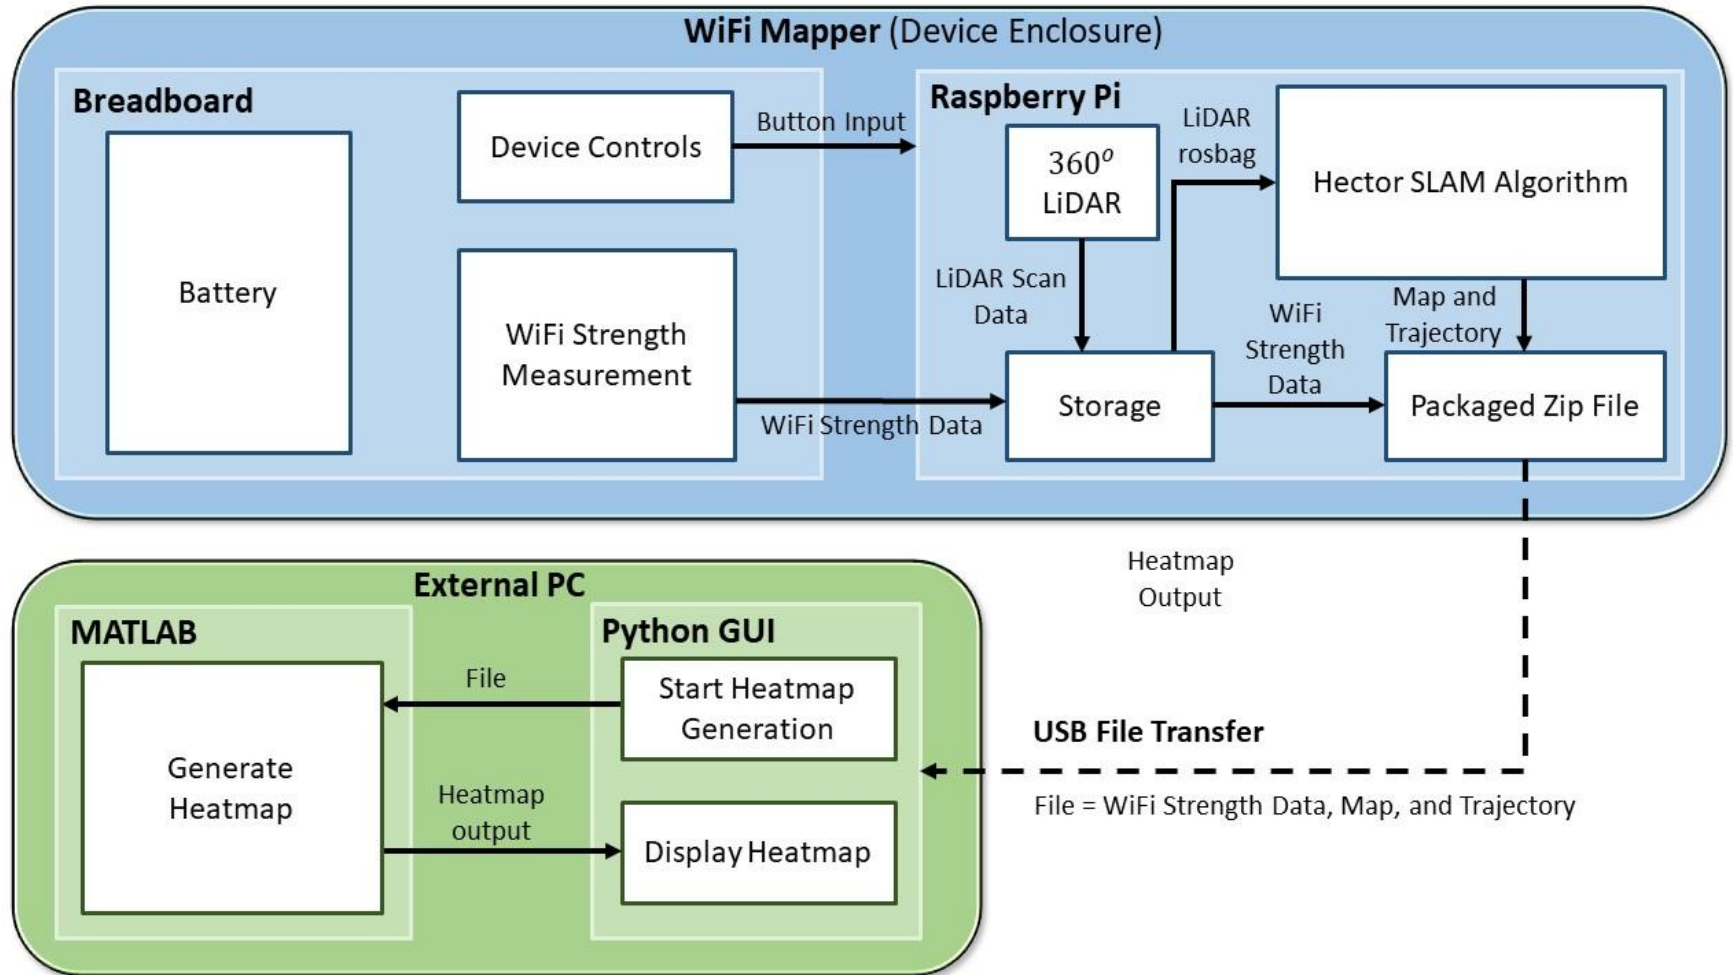 WiFi Mapper (Device Enclosure)
Breadboard
Battery
Device Controls
Button Input
WiFi Strength
Measurement
WiFi Strength Data
Raspberry Pi
360º
LiDAR
LiDAR
rosbag
Hector SLAM Algorithm
LiDAR Scan
Data
WiFi
Strength
Data
Map and
Trajectory
Storage
Packaged Zip File
Heatmap
Output
External PC
MATLAB
Generate
Heatmap
File
Heatmap
output
Python GUI
Start Heatmap
Generation
Display Heatmap
USB File Transfer
File = WiFi Strength Data, Map, and Trajectory